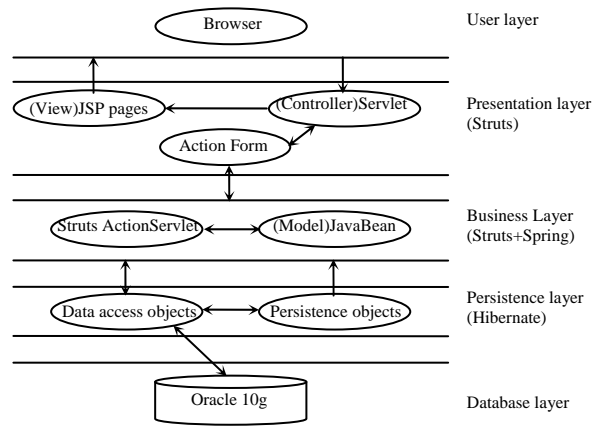 Browser
User layer
(View)JSP pages
(Controller)Servlet
Presentation layer
(Struts)
Action Form
Struts ActionServlet
(Model)JavaBean
Business Layer
(Struts+Spring)
Data access objects
Persistence objects
Persistence layer
(Hibernate)
Oracle 10g
Database layer